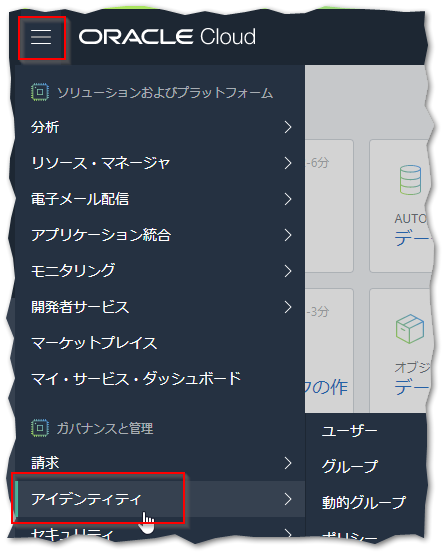 ORACLE Cloud
ソリューションおよびプラットフォーム
分析
リソース・マネージャ
電子メール配信
アプリケーション統合
モニタリング
開発者サービス
マーケットプレイス
マイ・サービス・ダッシュボード
ガバナンスと管理
請求
アイデンティティ
セキュリティ
-6分
AUTO
デー
-3分
クの作
オブジ
デー
ユーザー
グループ
動的グループ
ポリシー